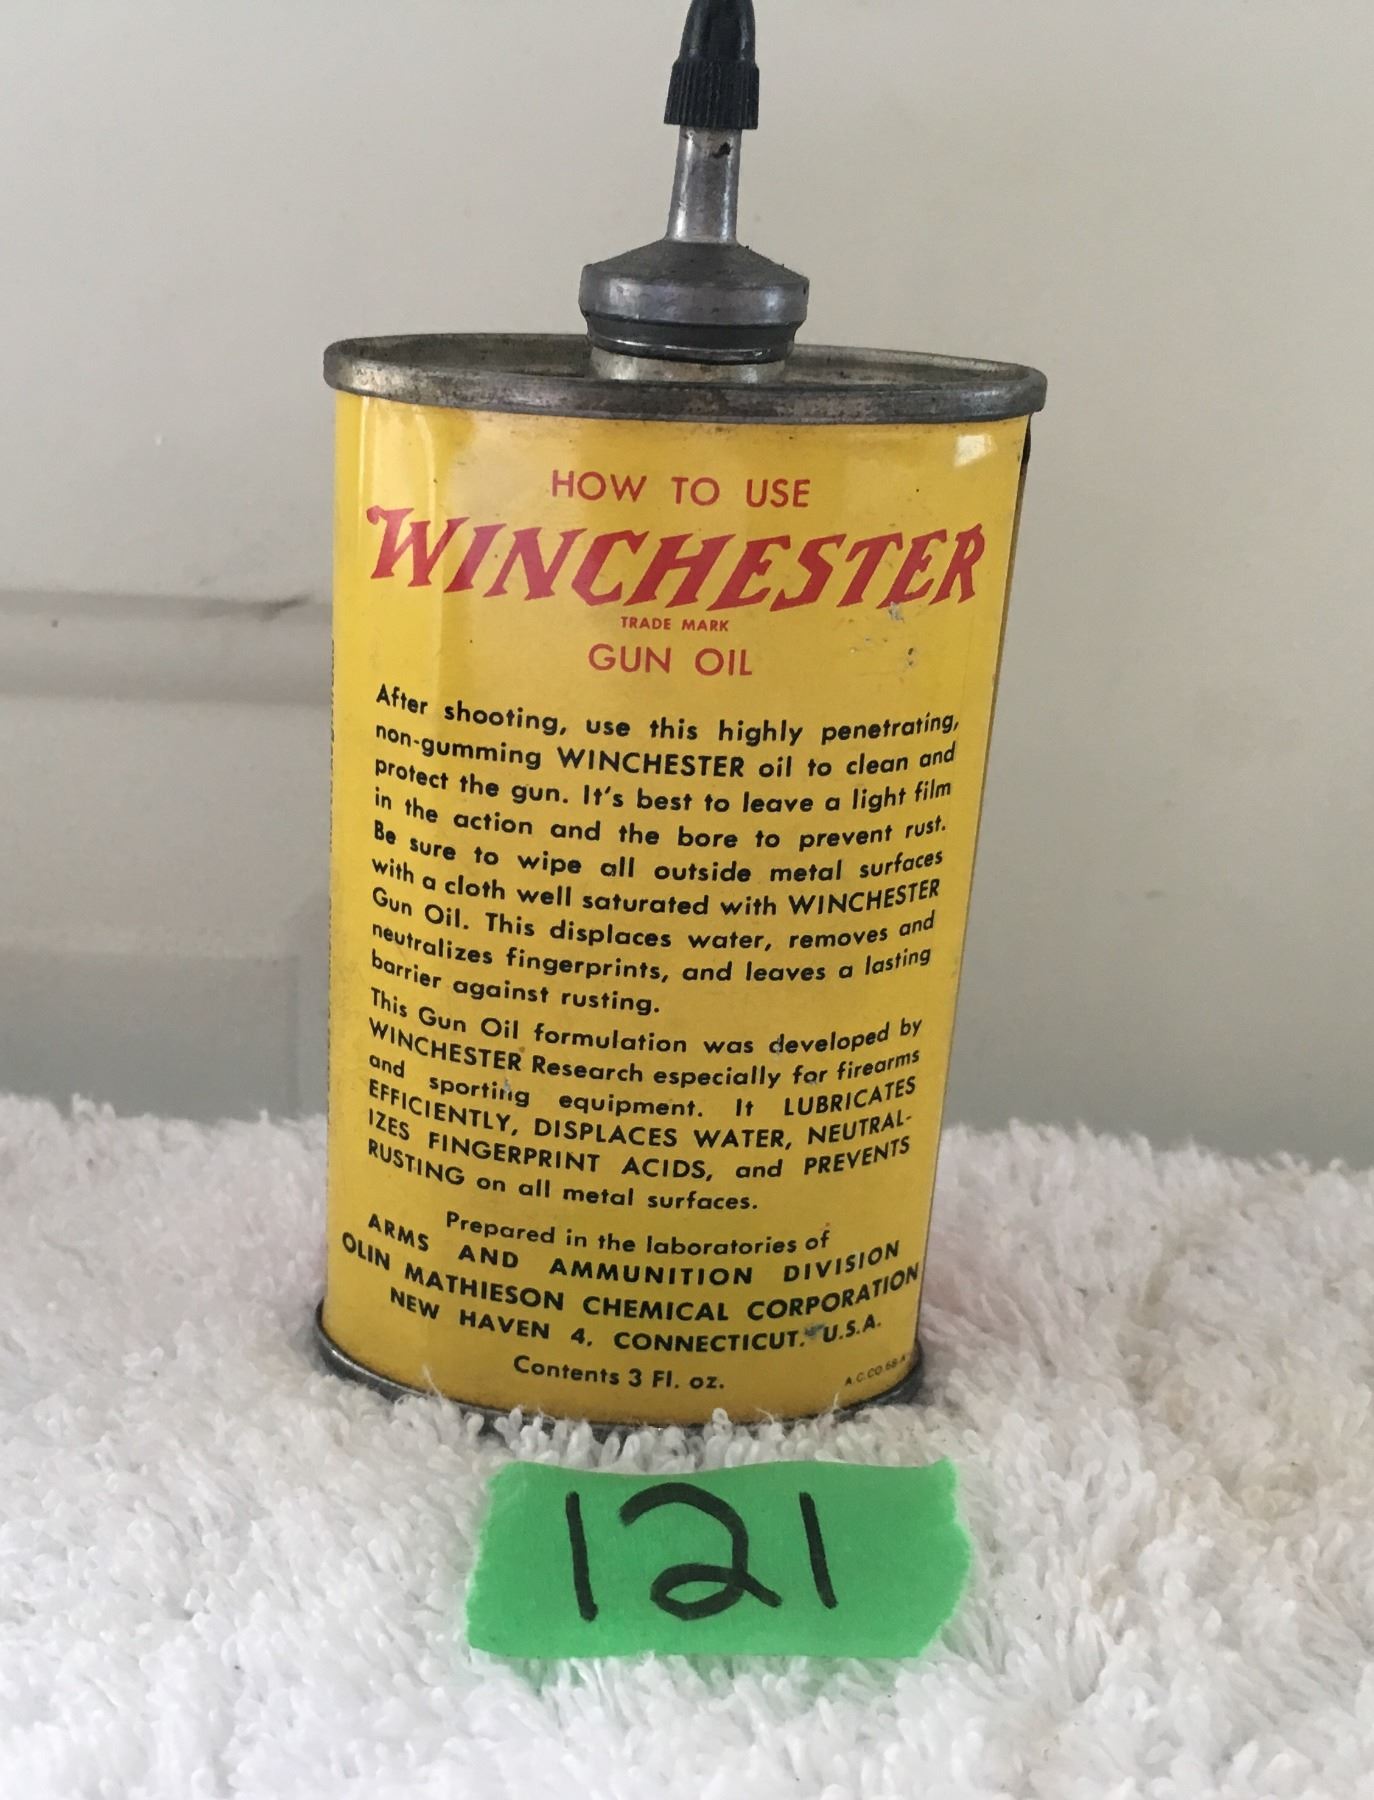 HOW TO USE
WINCHESTER
TRADE MARK
GUN OIL
After shooting, use this highly penetrating,
non-gumming WINCHESTER oil to clean and
protect the gun. It's best to leave a light film
in the action and the bore to prevent rust.
Be sure to wipe all outside metal surfaces
with a cloth well saturated with WINCHESTER
Gun Oil. This displaces water, removes and
neutralizes fingerprints, and leaves a lasting
barrier against rusting.
This Gun Oil formulation was developed by
WINCHESTER Research especially for firearms
and sporting equipment. It LUBRICATES
EFFICIENTLY, DISPLACES WATER, NEUTRAL-
IZES FINGERPRINT ACIDS, and PREVENTS
RUSTING on all metal surfaces.
Prepared in the laboratories of
ARMS AND AMMUNITION DIVISION
OLIN MATHIESON CHEMICAL CORPORATION
NEW HAVEN 4, CONNECTICUT. U.S.A.
Contents 3 Fl. oz.
A.C.CO.
121